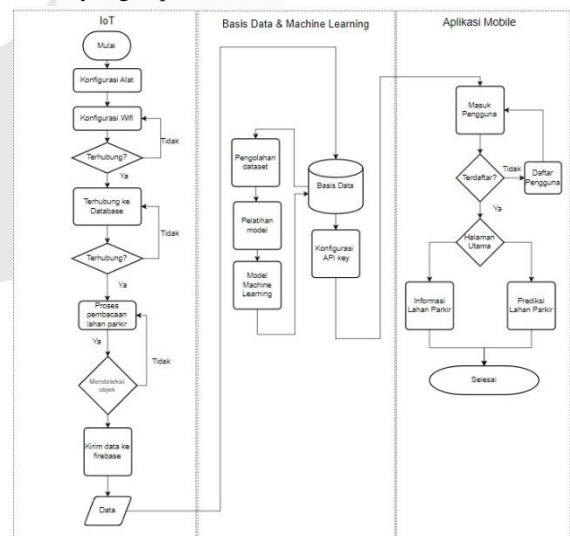 IoT
Mulai
Konfigurasi Alat
Konfigurasi Wifi
Tidak
Terhubung?
Ya
Terhubung ke
Database
Tidak
Terhubung?
Ya
Proses
pembacaan
lahan parkir
Ya
Tidak
Mendeteksi
objek
Kirim data ke
firebase
Data
Basis Data & Machine Learning
Pengolahan
dataset
Basis Data
Pelatihan
model
Konfigurasi
API key
Model
Machine
Learning
Aplikasi Mobile
Masuk
Pengguna
Terdaftar?
Tidak
Daftar
Pengguna
Ya
Halaman
Utama
Informasi
Lahan Parkir
Prediksi
Lahan Parkir
Selesai